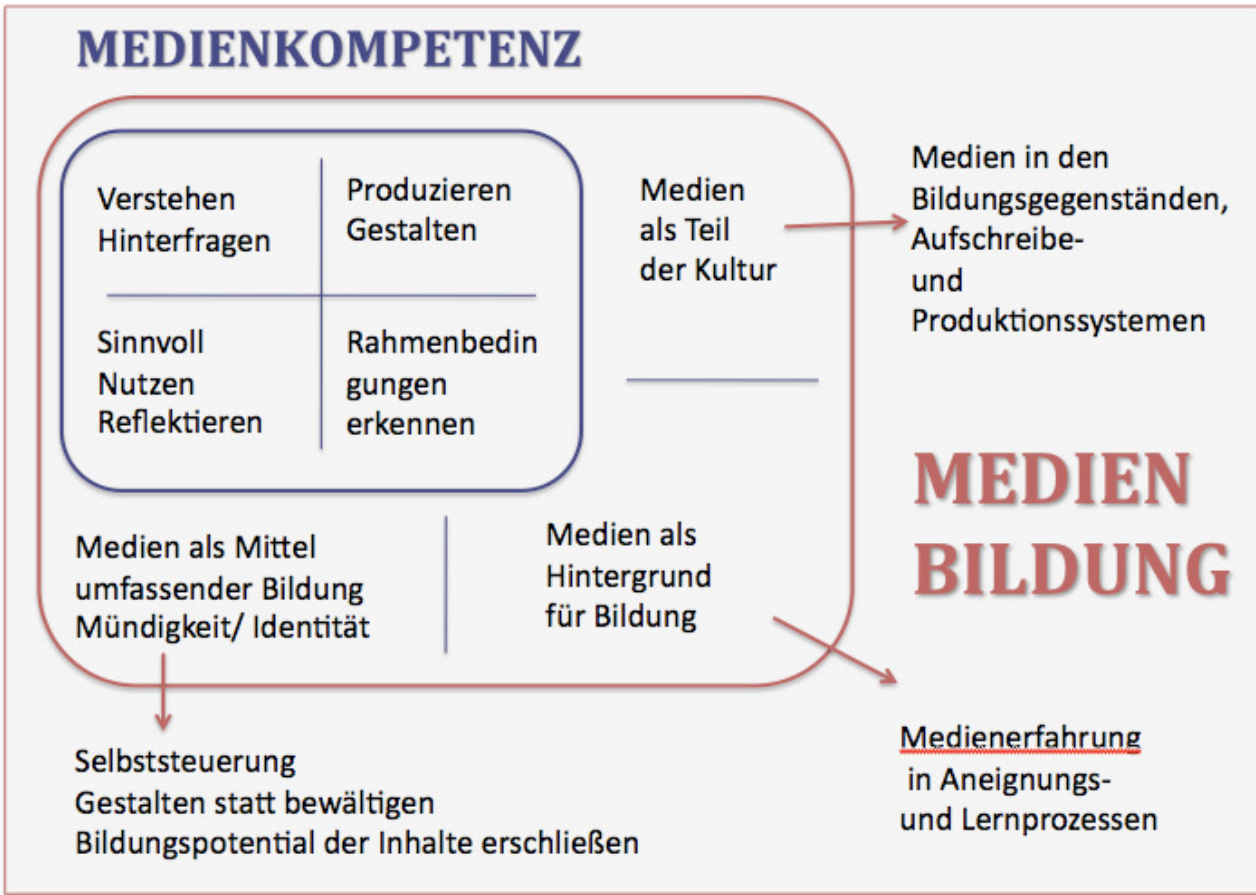 MEDIENKOMPETENZ
Verstehen
Hinterfragen
Produzieren
Gestalten
Medien
als Teil
der Kultur
Medien in den
Bildungsgegenständen,
Aufschreibe-
und
Produktionssystemen
Sinnvoll
Nutzen
Reflektieren
Rahmenbedin
gungen
erkennen
MEDIEN
BILDUNG
Medien als Mittel
umfassender Bildung
Mündigkeit/ Identität
Medien als
Hintergrund
für Bildung
Selbststeuerung
Gestalten statt bewältigen
Bildungspotential der Inhalte erschließen
Medienerfahrung
in Aneignungs-
und Lernprozessen